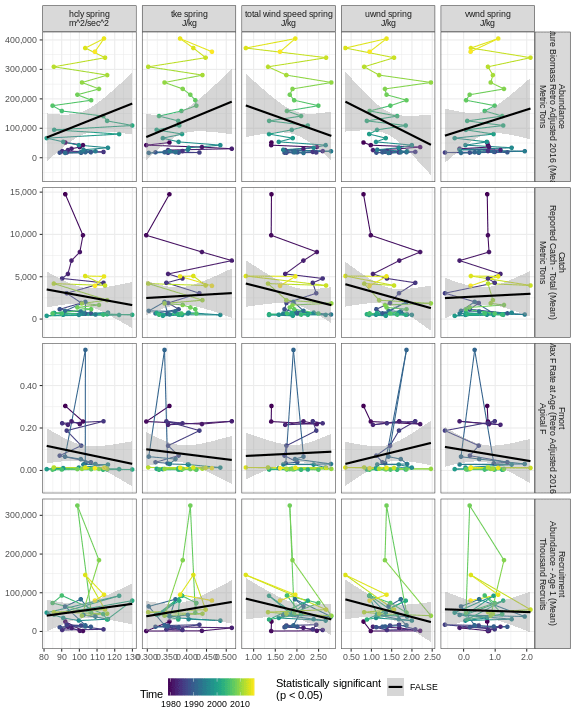 hcly spring
m^2/sec^2
tke spring
J/kg
total wind speed spring
J/kg
uwnd spring
J/kg
vwnd spring
J/kg
400,000
300,000
200,000
100,000
0
Abundance
ture Biomass Retro Adjusted 2016 (Mea
Metric Tons
15,000
10,000
5,000
0
Catch
Reported Catch - Total (Mean)
Metric Tons
0.40
0.20
0.00
Fmort
Max F Rate at Age (Retro Adjusted 2016
Apical F
300,000
200,000
100,000
0
Recruitment
Abundance - Age 1 (Mean)
Thousand Recruits
80 90 100 110 120 130
0.300 0.350 0.400 0.450 0.500
1.00 1.50 2.00 2.50
0.50 1.00 1.50 2.00 2.50
0.0 1.0 2.0
Time
1980 1990 2000 2010
Statistically significant
(p < 0.05)
FALSE